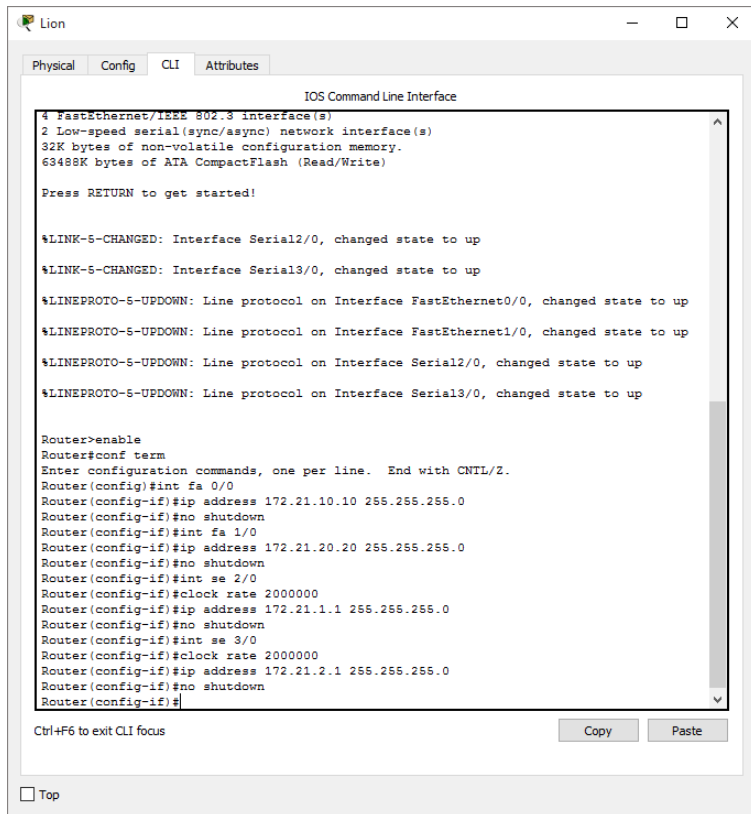 Lion
Physical Config CLI Attributes
IOS Command Line Interface
4 FastEthernet/IEEE 802.3 interface(s)
2 Low-speed serial(sync/async) network interface(s)
32K bytes of non-volatile configuration memory.
63488K bytes of ATA CompactFlash (Read/Write)
Press RETURN to get started!
%LINK-5-CHANGED: Interface Serial2/0, changed state to up
%LINK-5-CHANGED: Interface Serial3/0, changed state to up
%LINEPROTO-5-UPDOWN: Line protocol on Interface FastEthernet0/0, changed state to up
%LINEPROTO-5-UPDOWN: Line protocol on Interface FastEthernet1/0, changed state to up
%LINEPROTO-5-UPDOWN: Line protocol on Interface Serial2/0, changed state to up
%LINEPROTO-5-UPDOWN: Line protocol on Interface Serial3/0, changed state to up
Router>enable
Router#conf term
Enter configuration commands, one per line. End with CNTL/Z.
Router(config)#int fa 0/0
Router(config-if)#ip address 172.21.10.10 255.255.255.0
Router(config-if)#no shutdown
Router(config-if)#int fa 1/0
Router(config-if)#ip address 172.21.20.20 255.255.255.0
Router(config-if)#no shutdown
Router(config-if)#int se 2/0
Router(config-if)#clock rate 2000000
Router(config-if)#ip address 172.21.1.1 255.255.255.0
Router(config-if)#no shutdown
Router(config-if)#int se 3/0
Router(config-if)#clock rate 2000000
Router(config-if)#ip address 172.21.2.1 255.255.255.0
Router(config-if)#no shutdown
Router(config-if)#
Ctrl+F6 to exit CLI focus
Copy Paste
Top